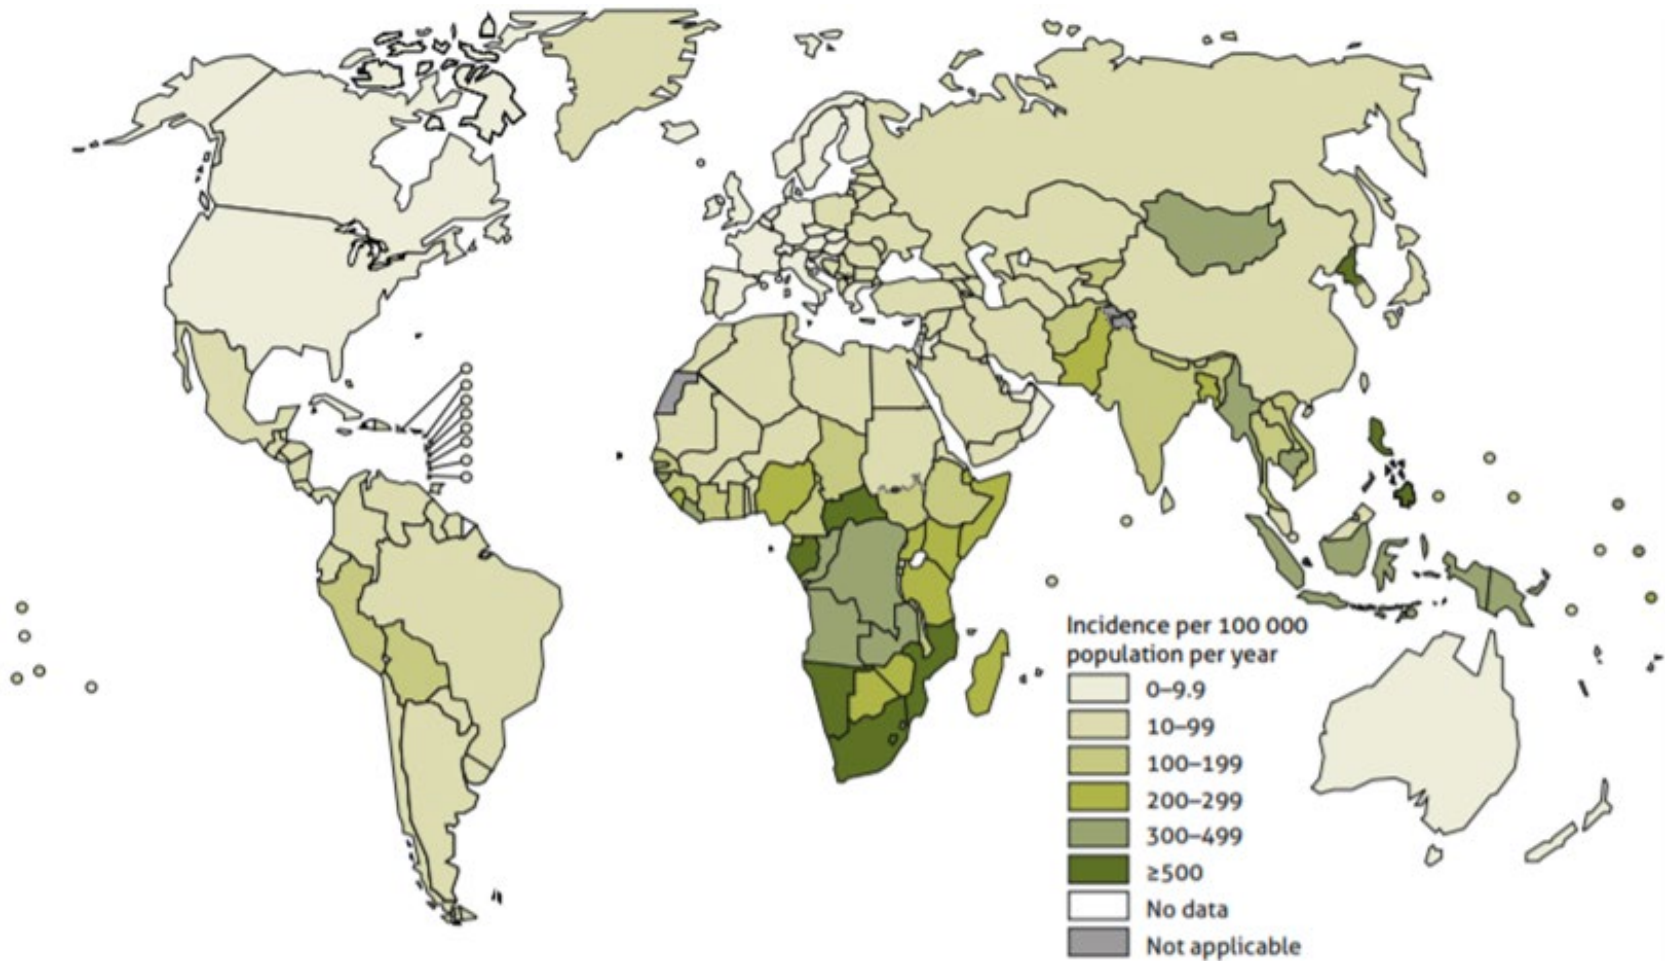 Incidence per 100 000
population per year
0–9.9
10–99
100–199
200–299
300–499
≥500
No data
Not applicable